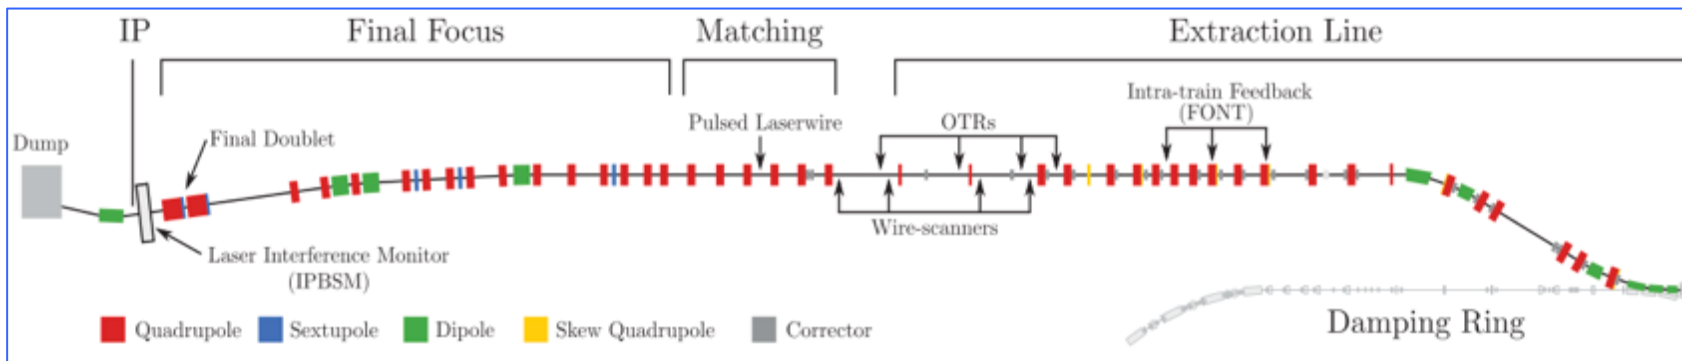 IP
Final Focus
Matching
Extraction Line
Intra-train Feedback
(FONT)
Pulsed Laserwire
OTRs
Final Doublet
Dump
Wire-scanners
Laser Interference Monitor
(IPBSM)
Quadrupole
Sextupole
Dipole
Skew Quadrupole
Corrector
Damping Ring